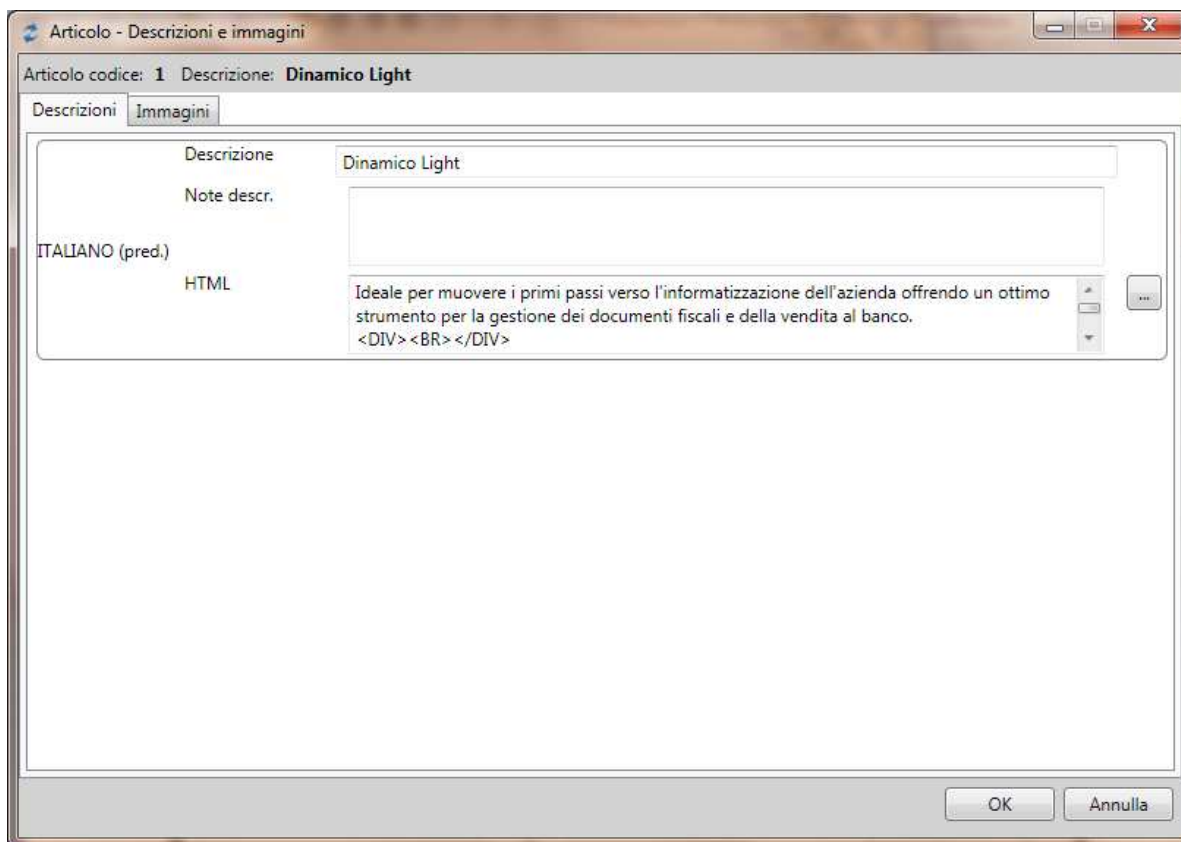 Articolo - Descrizioni e immagini
Articolo codice: 1 Descrizione: Dinamico Light
Descrizioni Immagini
Descrizione Dinamico Light
Note descr.
ITALIANO (pred.)
HTML Ideale per muovere i primi passi verso l'informatizzazione dell'azienda offrendo un ottimo
strumento per la gestione dei documenti fiscali e della vendita al banco.
<DIV><BR></DIV>
...
OK Annulla